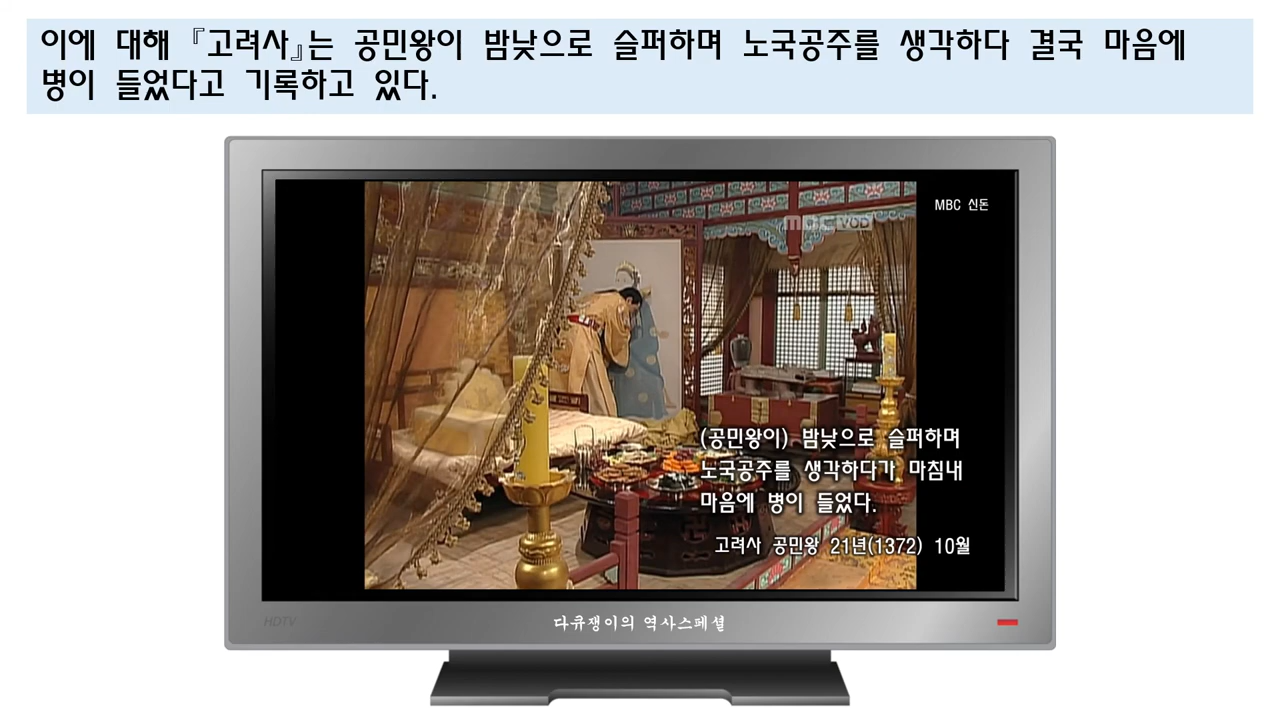 이에 대해 『고려사』는 공민왕이 밤낮으로 슬퍼하며 노국공주를 생각하다 결국 마음에
병이 들었다고 기록하고 있다.
MBC 신돈
MBC VOD
(공민왕이) 밤낮으로 슬퍼하며
노국공주를 생각하다가 마침내
마음에 병이 들었다.
고려사 공민왕 21년(1372) 10월
HDTV
다큐쟁이의 역사스페셜